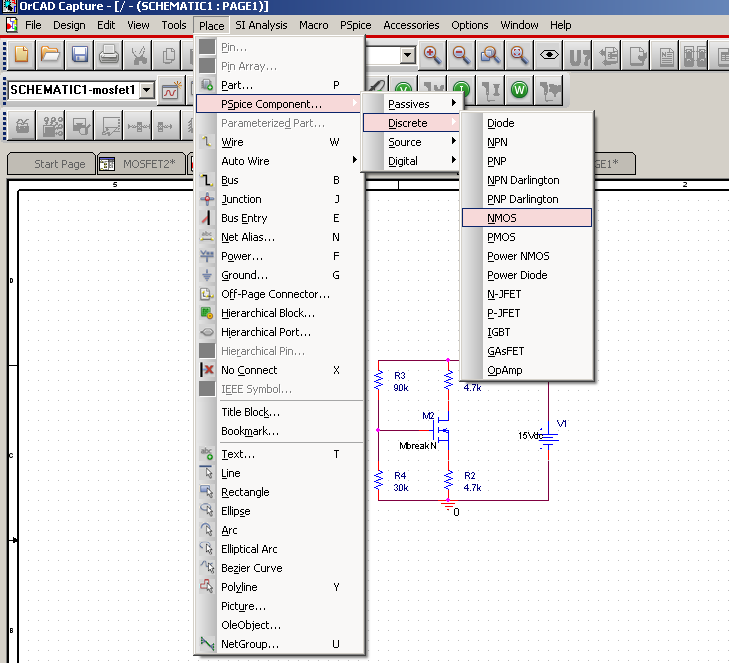 OrCAD Capture - [/ - (SCHEMATIC1 : PAGE1)]
File Design Edit View Tools Place SI Analysis Macro PSpice Accessories Options Window Help
U?
SCHEMATIC1-mosfet1
V I W
Start Page MOSFET2* GE1*
5 2
D
C
B
Pin...
Pin Array...
Part... P
PSpice Component...
Parameterized Part...
Wire W
Auto Wire
Bus B
Junction J
Bus Entry E
Net Alias... N
Power... F
Ground... G
Off-Page Connector...
Hierarchical Block...
Hierarchical Port...
Hierarchical Pin...
No Connect X
IEEE Symbol...
Title Block...
Bookmark...
Text... T
Line
Rectangle
Ellipse
Arc
Elliptical Arc
Bezier Curve
Polyline Y
Picture...
OleObject...
NetGroup... U
Passives
Discrete
Source
Digital
Diode
NPN
PNP
NPN Darlington
PNP Darlington
NMOS
PMOS
Power NMOS
Power Diode
N-JFET
P-JFET
IGBT
GAsFET
OpAmp
R3
90k
4.7k
M2
MbreakN
15Vdc
V1
R4
30k
R2
4.7k
0